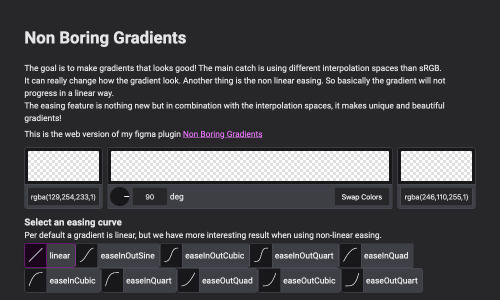 Non Boring Gradients
The goal is to make gradients that looks good! The main catch is using different interpolation spaces than sRGB.
It can really change how the gradient look. Another thing is the non linear easing. So basically the gradient will not
progress in a linear way.
The easing feature is nothing new but in combination with the interpolation spaces, it makes unique and beautiful
gradients!
This is the web version of my figma plugin Non Boring Gradients
rgba(129,254,233,1) 90 deg Swap Colors rgba(246,110,255,1)
Select an easing curve
Per default a gradient is linear, but we have more interesting result when using non-linear easing.
linear easeInOutSine easeInOutCubic easeInOutQuart easeInQuad
easeInCubic easeInQuart easeOutQuad easeOutCubic easeOutQuart